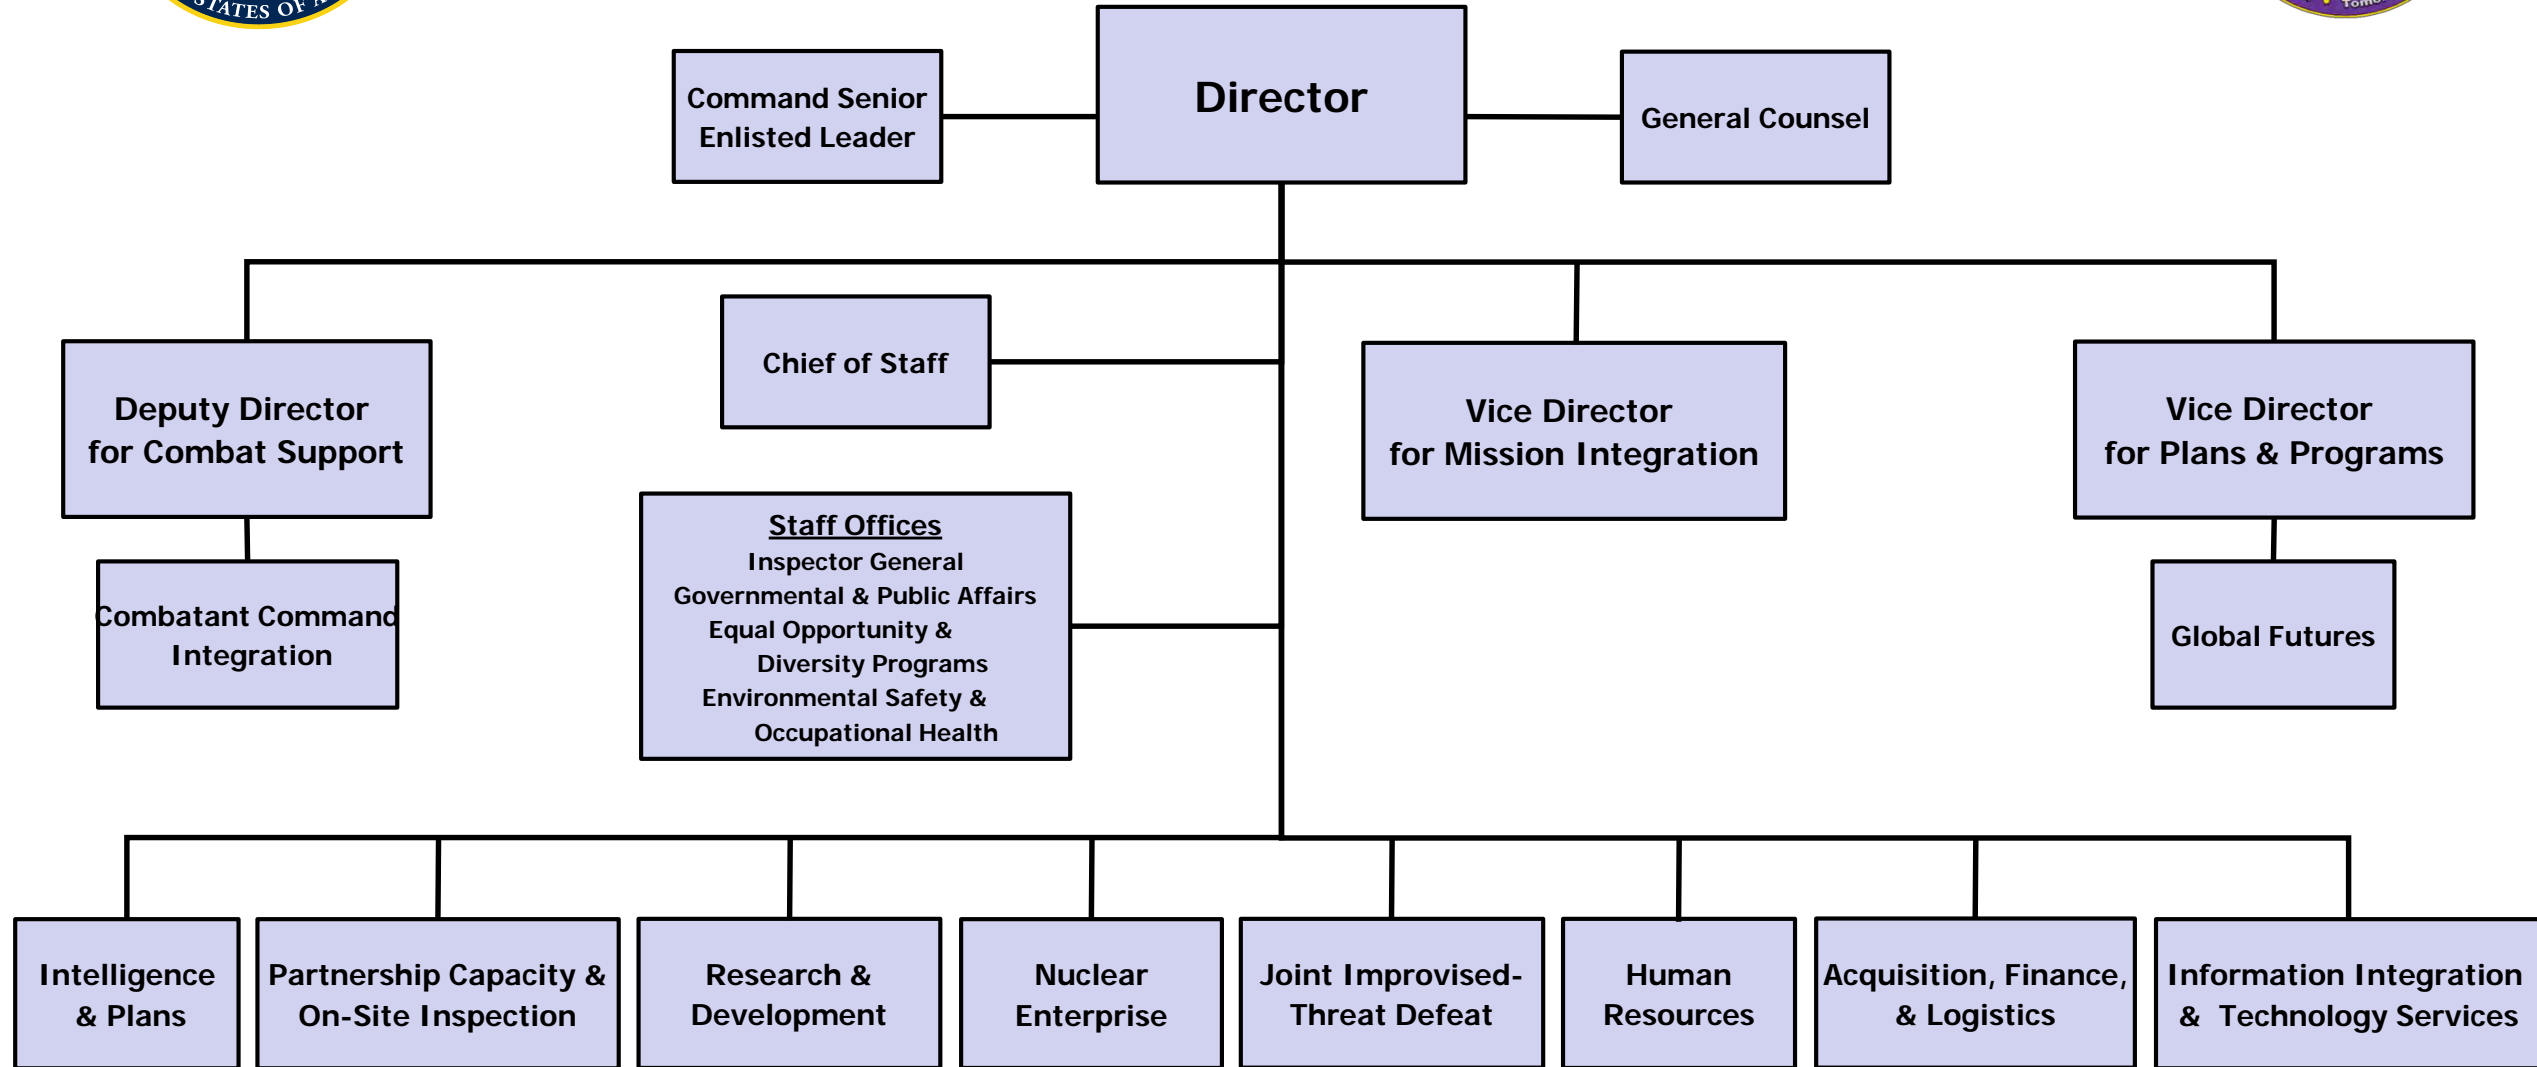 STATES OF A
Tomo
Director
Command Senior
Enlisted Leader
General Counsel
Chief of Staff
Deputy Director
for Combat Support
Vice Director
for Mission Integration
Vice Director
for Plans & Programs
Staff Offices
Inspector General
Governmental & Public Affairs
Equal Opportunity &
Diversity Programs
Environmental Safety &
Occupational Health
Combatant Command
Integration
Global Futures
Intelligence
& Plans
Partnership Capacity &
On-Site Inspection
Research &
Development
Nuclear
Enterprise
Joint Improvised-
Threat Defeat
Human
Resources
Acquisition, Finance,
& Logistics
Information Integration
& Technology Services